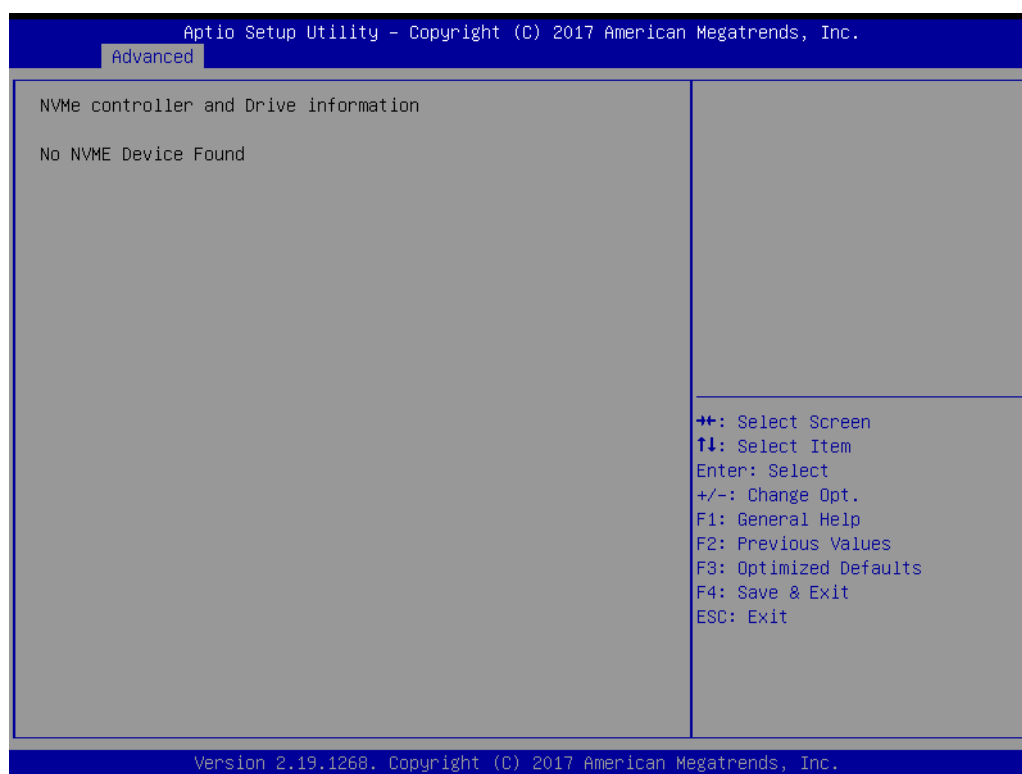 Aptio Setup Utility – Copyright (C) 2017 American Megatrends, Inc.
Advanced
NVMe controller and Drive information
No NVME Device Found
→←: Select Screen
↑↓: Select Item
Enter: Select
+/-: Change Opt.
F1: General Help
F2: Previous Values
F3: Optimized Defaults
F4: Save & Exit
ESC: Exit
Version 2.19.1268. Copyright (C) 2017 American Megatrends, Inc.